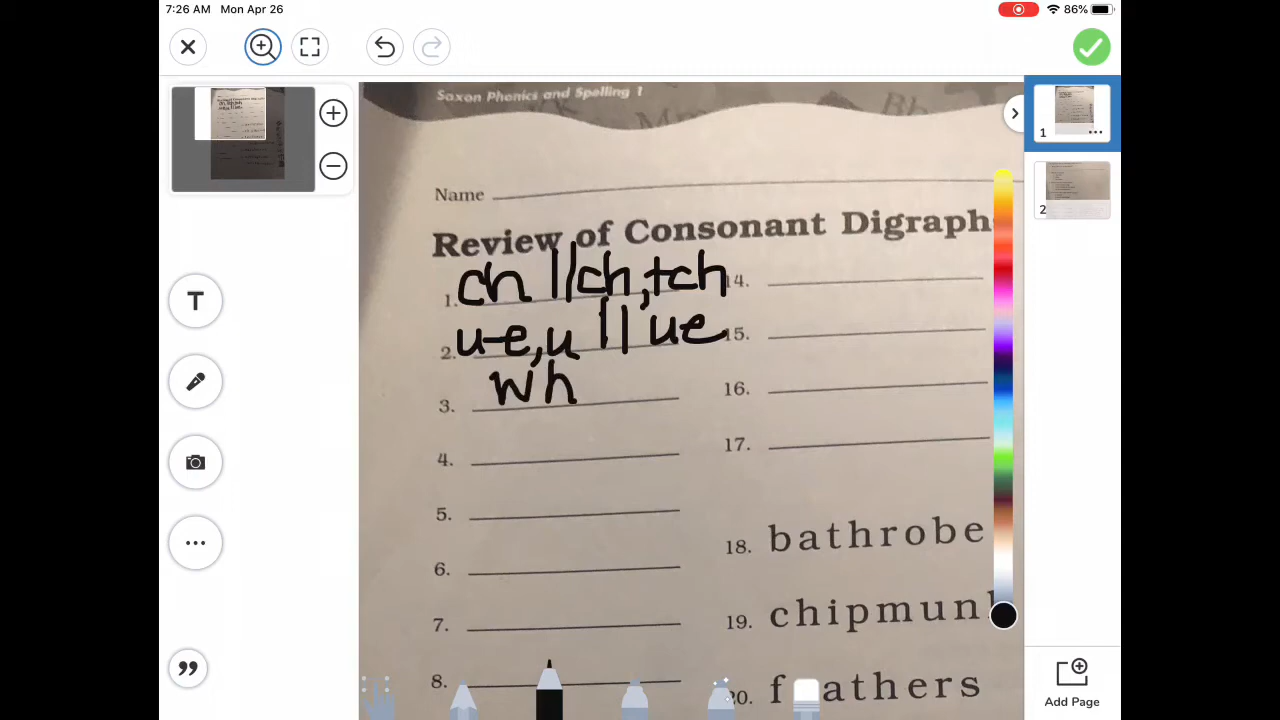 7:26 AM Mon Apr 26 86%
Saxon Phonics and Spelling 1
Name
Review of Consonant Digraph
1. ch ||ch,tch
2. u-e,u || ue
3. wh
4.
5.
6.
7.
8.
14.
15.
16.
17.
18. bathrobe
19. chipmun
20. f athers
T
1
2
Add Page